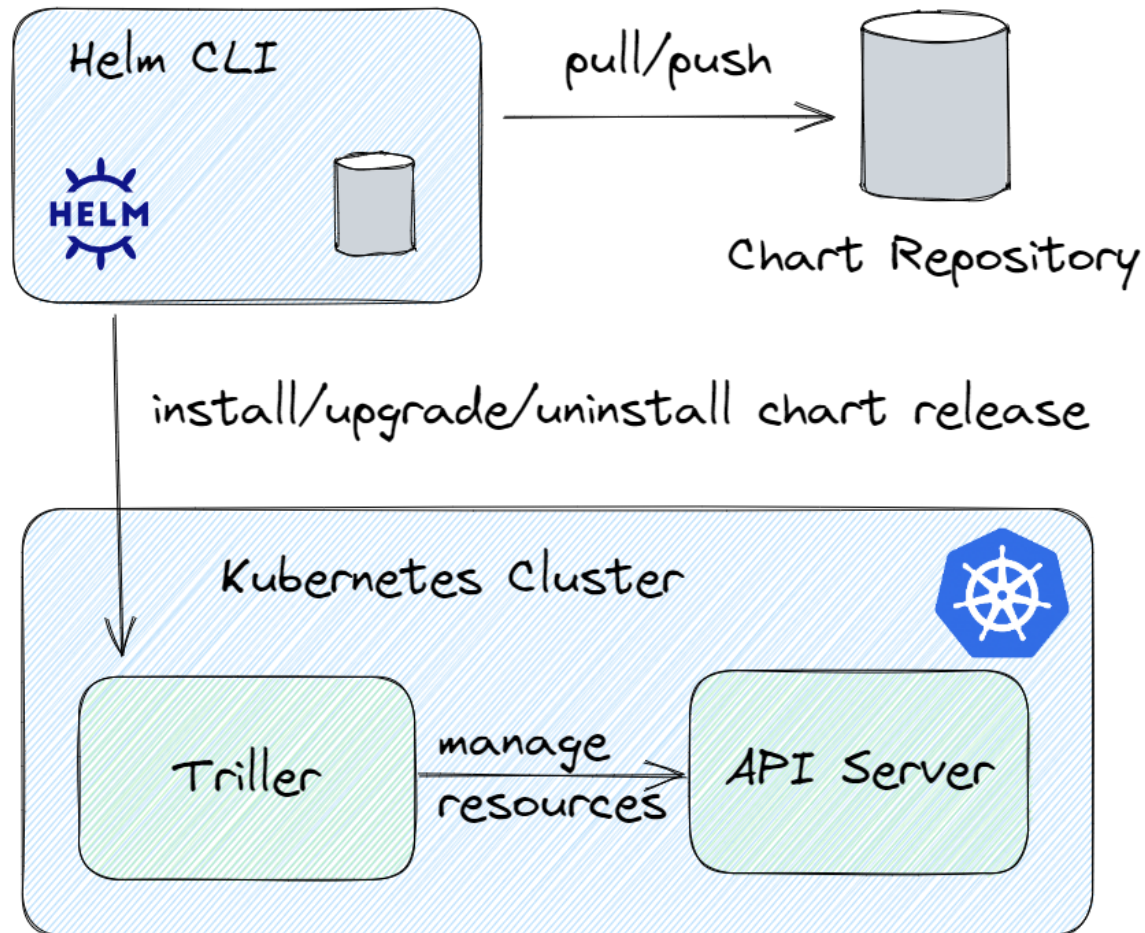 Helm CLI
pull/push
HELM
Chart Repository
install/upgrade/uninstall chart release
Kubernetes Cluster
Triller
manage
resources
API Server